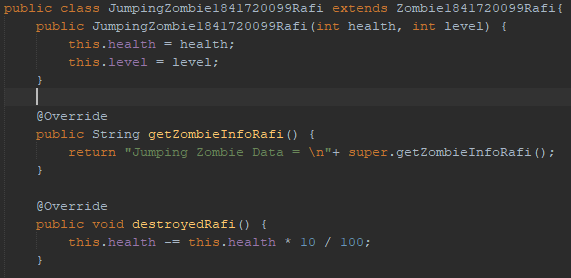 public class JumpingZombie1841720099Rafi extends Zombie1841720099Rafi{
    public JumpingZombie1841720099Rafi(int health, int level) {
        this.health = health;
        this.level = level;
    }

    @Override
    public String getZombieInfoRafi() {
        return "Jumping Zombie Data = \n"+ super.getZombieInfoRafi();
    }

    @Override
    public void destroyedRafi() {
        this.health -= this.health * 10 / 100;
    }